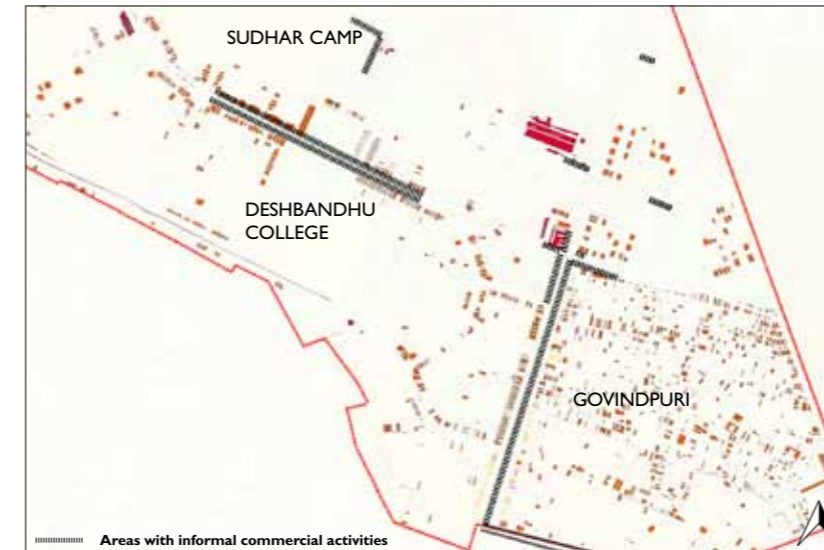 SUDHAR CAMP
DESHBANDHU
COLLEGE
GOVINDPURI
Areas with informal commercial activities